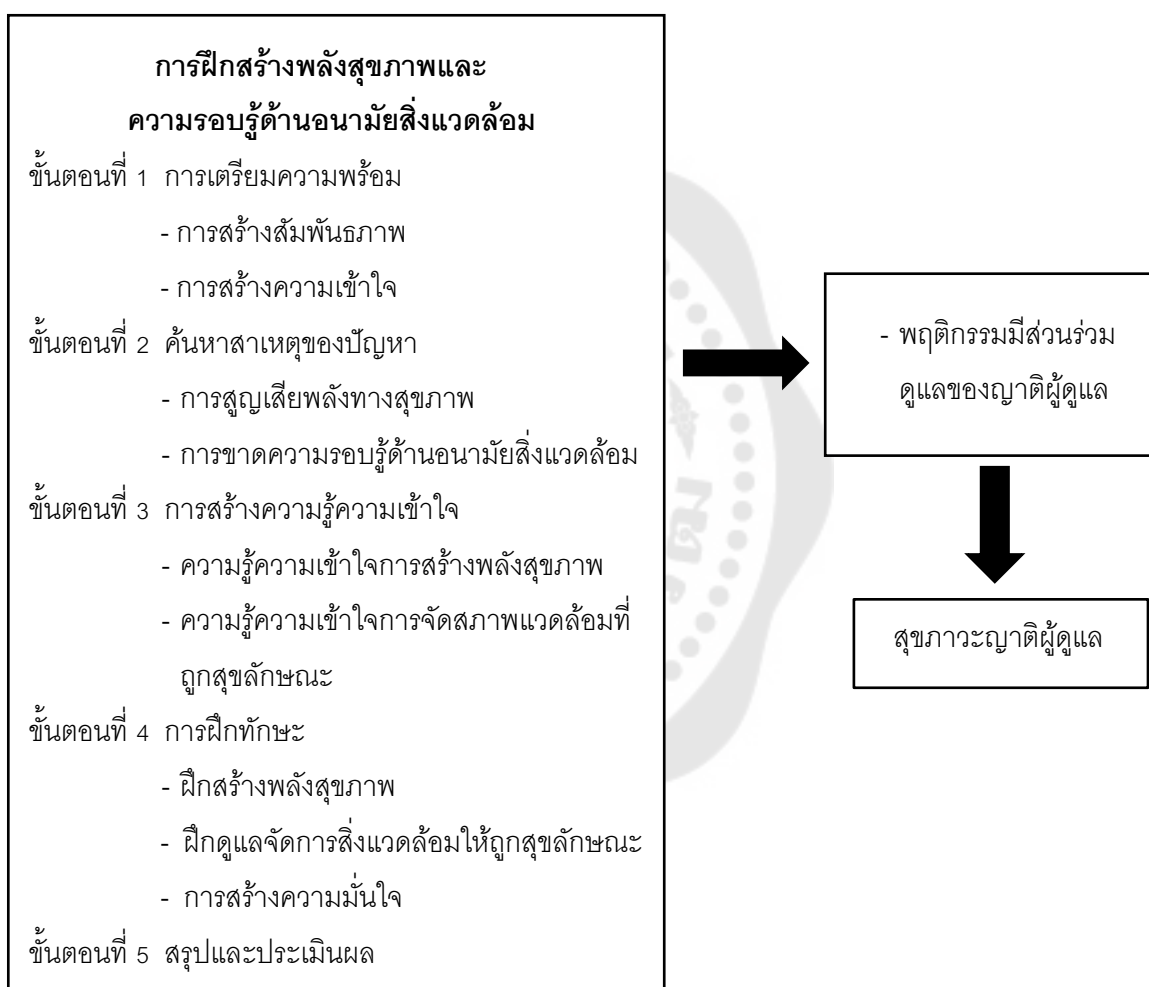 การฝึกสร้างพลังสุขภาพและ
ความรอบรู้ด้านอนามัยสิ่งแวดล้อม
ขั้นตอนที่ 1 การเตรียมความพร้อม
- การสร้างสัมพันธภาพ
- การสร้างความเข้าใจ
ขั้นตอนที่ 2 ค้นหาสาเหตุของปัญหา
- การสูญเสียพลังทางสุขภาพ
- การขาดความรอบรู้ด้านอนามัยสิ่งแวดล้อม
ขั้นตอนที่ 3 การสร้างความรู้ความเข้าใจ
- ความรู้ความเข้าใจการสร้างพลังสุขภาพ
- ความรู้ความเข้าใจการจัดสภาพแวดล้อมที่
ถูกสุขลักษณะ
ขั้นตอนที่ 4 การฝึกทักษะ
- ฝึกสร้างพลังสุขภาพ
- ฝึกดูแลจัดการสิ่งแวดล้อมให้ถูกสุขลักษณะ
- การสร้างความมั่นใจ
ขั้นตอนที่ 5 สรุปและประเมินผล
- พฤติกรรมมีส่วนร่วม
ดูแลของญาติผู้ดูแล
สุขภาวะญาติผู้ดูแล